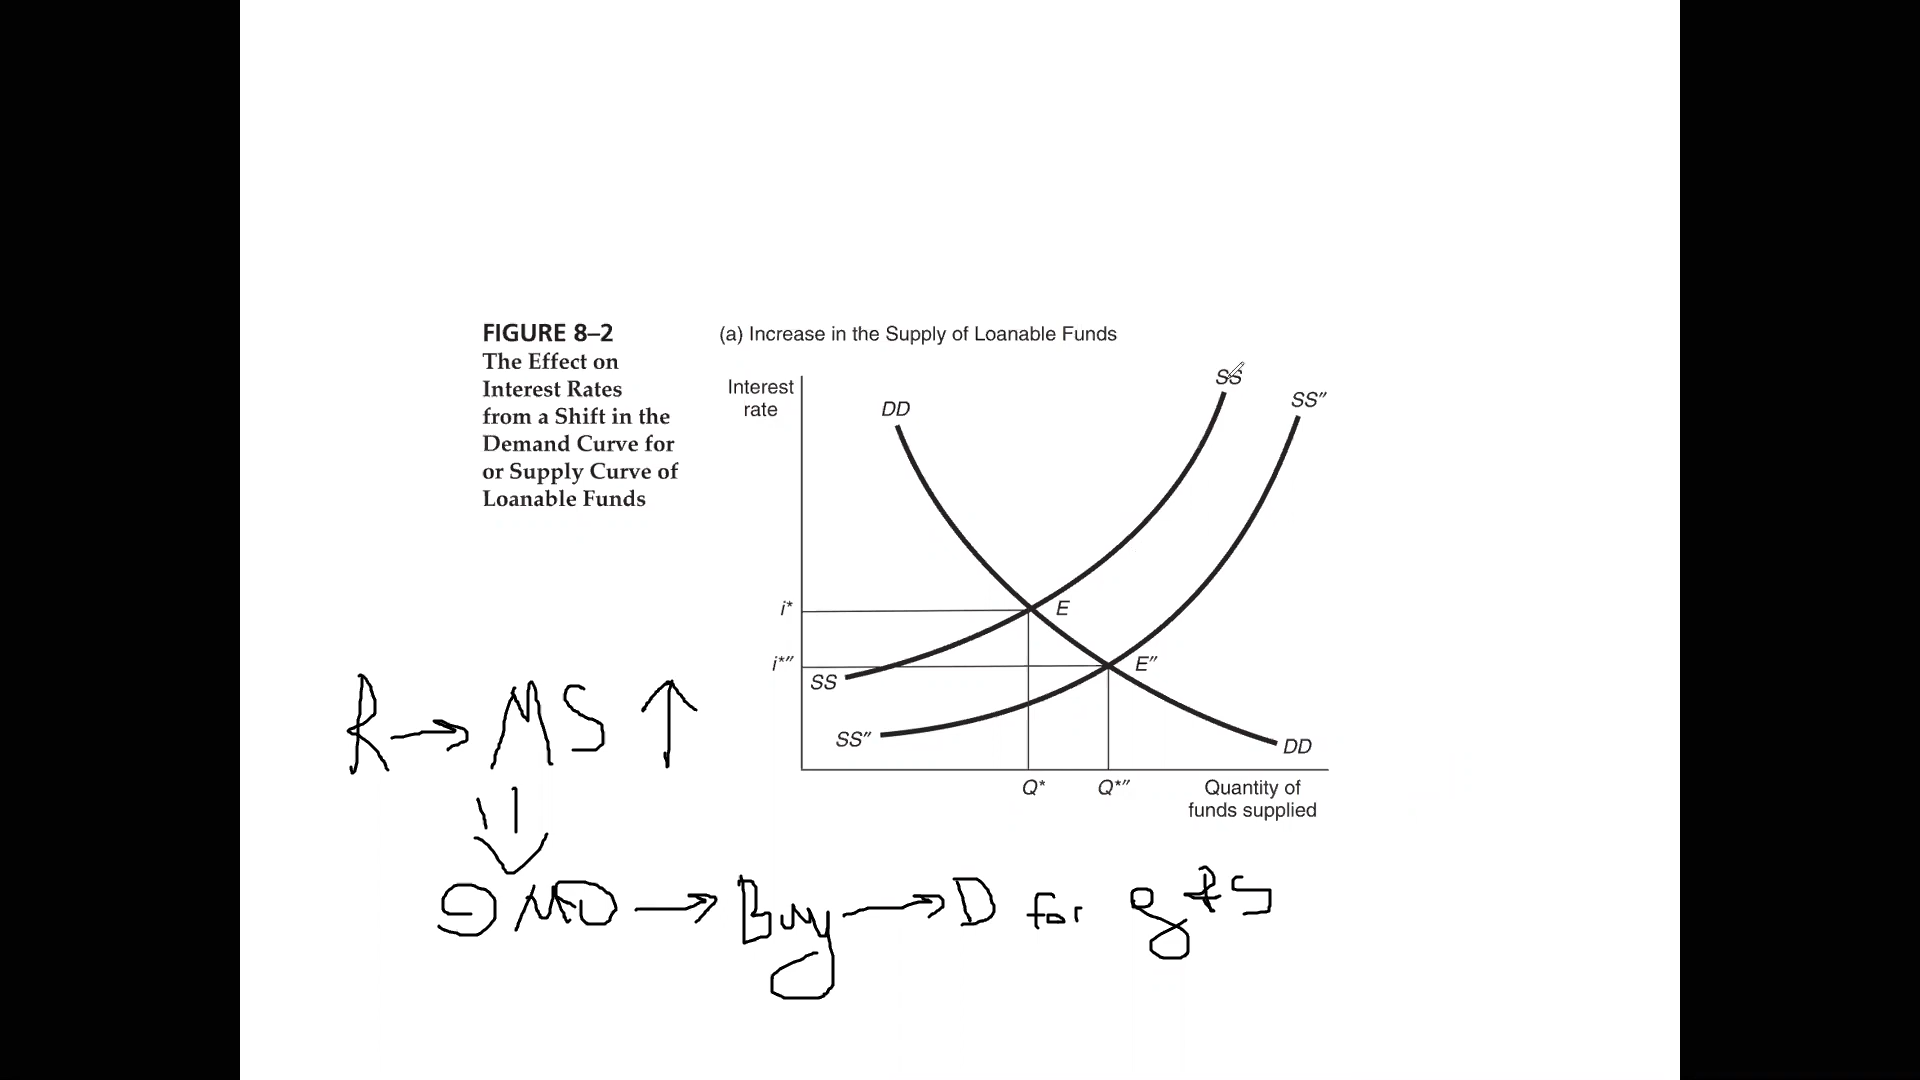 FIGURE 8–2
The Effect on
Interest Rates
from a Shift in the
Demand Curve for
or Supply Curve of
Loanable Funds
(a) Increase in the Supply of Loanable Funds
Interest
rate
DD
SS
SS″
i*
E
i*″
E″
SS
SS″
DD
Q*
Q*″
Quantity of
funds supplied
R → MS ↑
MD → Buy → D for g & S